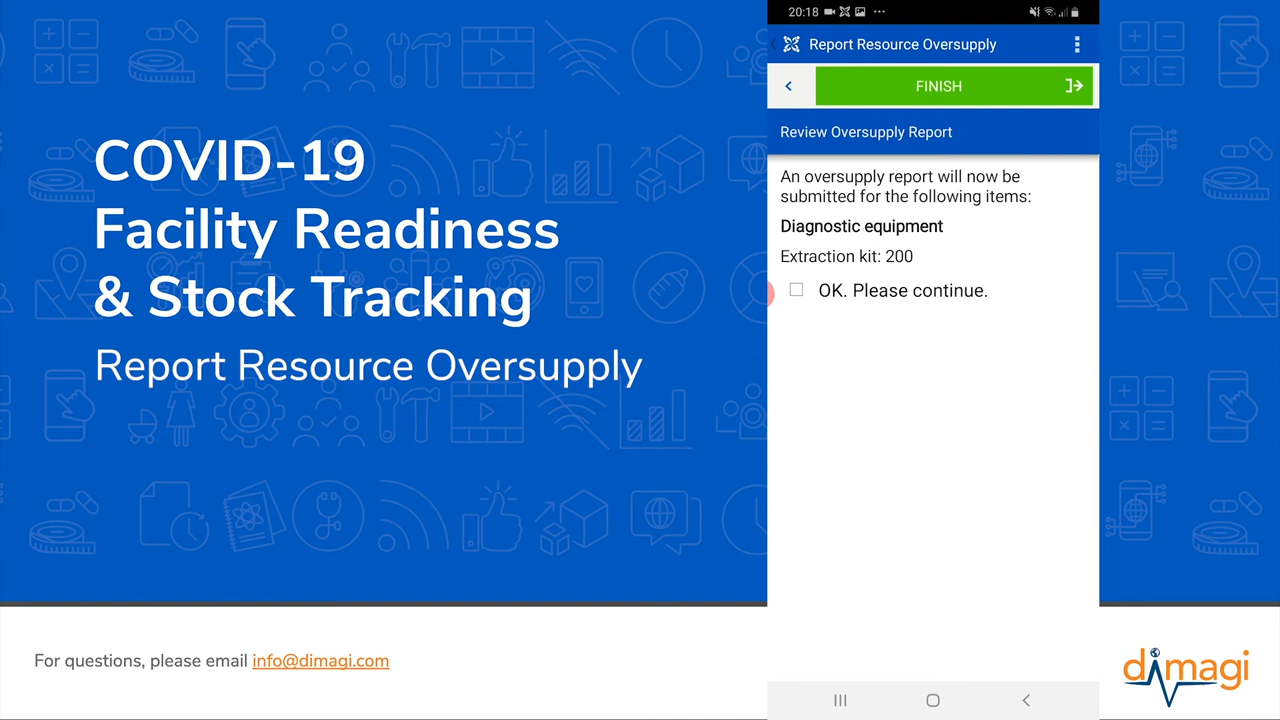 COVID-19
Facility Readiness
& Stock Tracking
Report Resource Oversupply
For questions, please email info@dimagi.com
20:18
Report Resource Oversupply
FINISH
Review Oversupply Report
An oversupply report will now be
submitted for the following items:
Diagnostic equipment
Extraction kit: 200
OK. Please continue.
dimagi